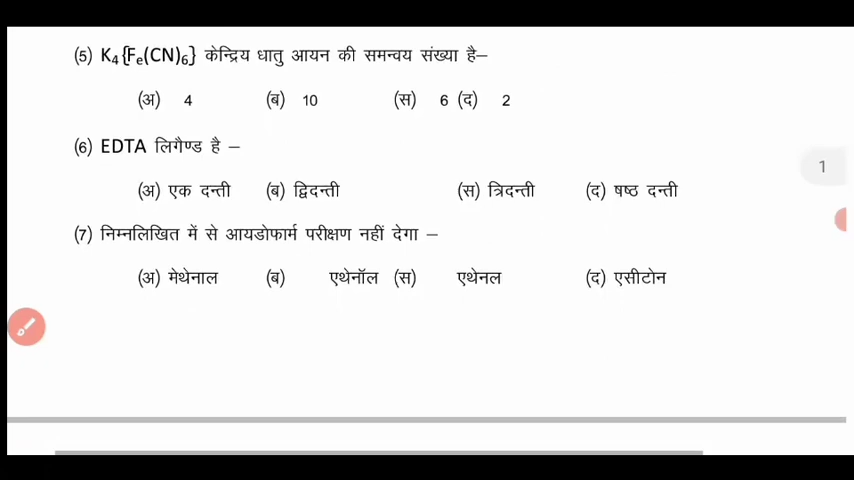 (5) K₄{Fₑ(CN)₆} केन्द्रिय धातु आयन की समन्वय संख्या है–
(अ) 4 (ब) 10 (स) 6 (द) 2
(6) EDTA लिगैण्ड है –
1
(अ) एक दन्ती (ब) द्विदन्ती (स) त्रिदन्ती (द) षष्ठ दन्ती
(7) निम्नलिखित में से आयडोफार्म परीक्षण नहीं देगा –
(अ) मेथेनाल (ब) एथेनॉल (स) एथेनल (द) एसीटोन